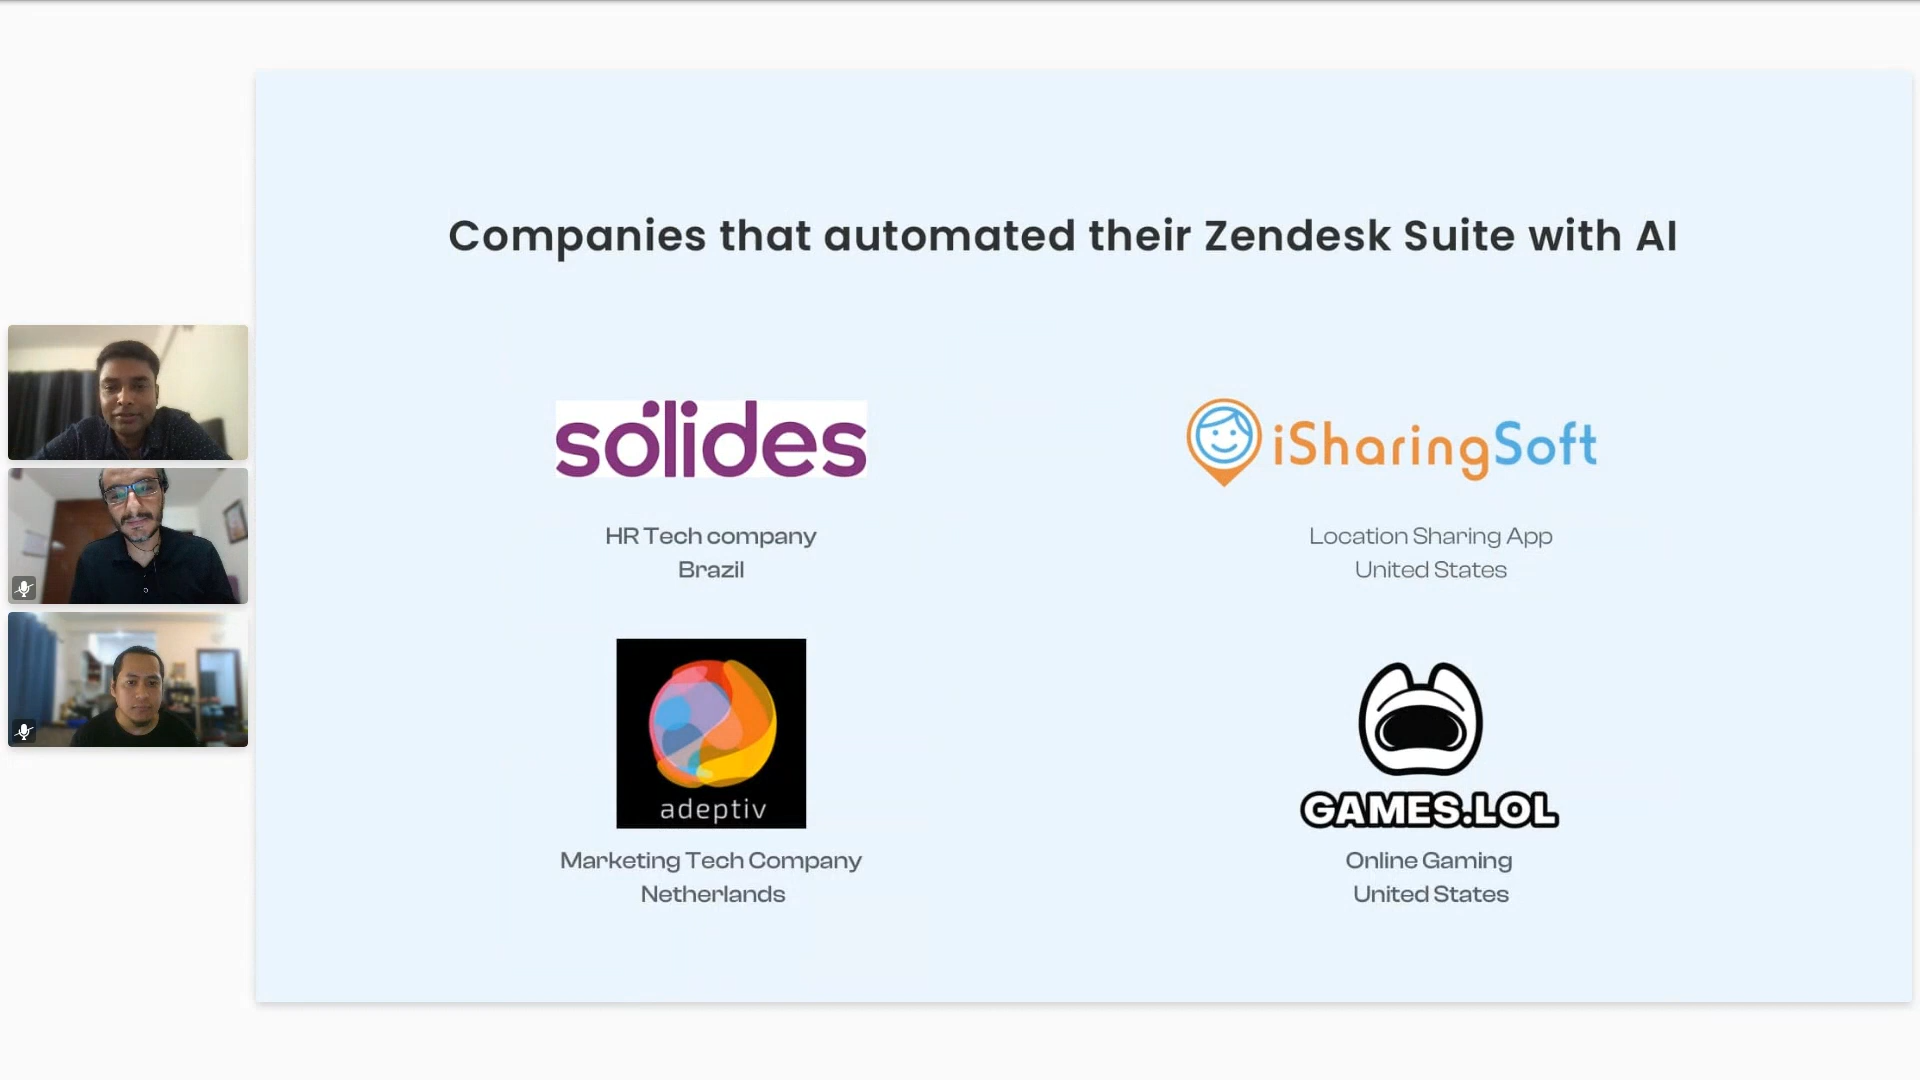 Companies that automated their Zendesk Suite with AI
sólides
HR Tech company
Brazil
iSharingSoft
Location Sharing App
United States
adeptiv
Marketing Tech Company
Netherlands
GAMES.LOL
Online Gaming
United States